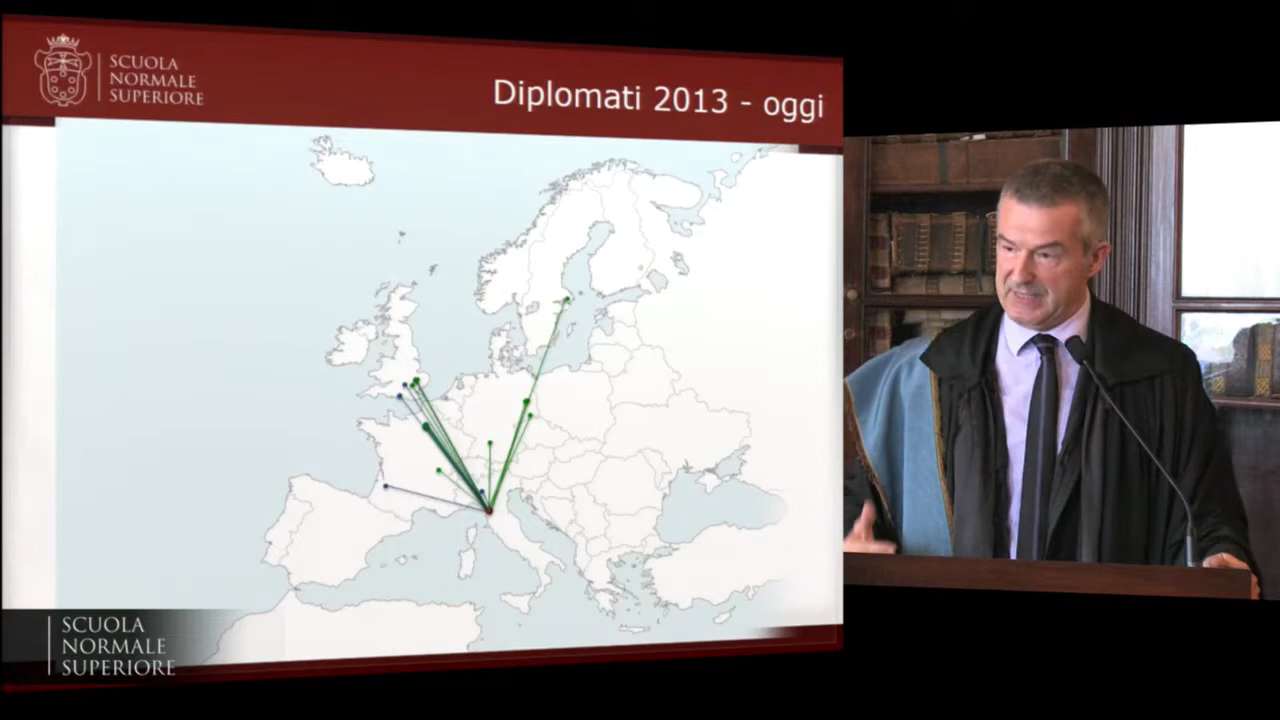 SCUOLA
NORMALE
SUPERIORE
Diplomati 2013 - oggi
SCUOLA
NORMALE
SUPERIORE